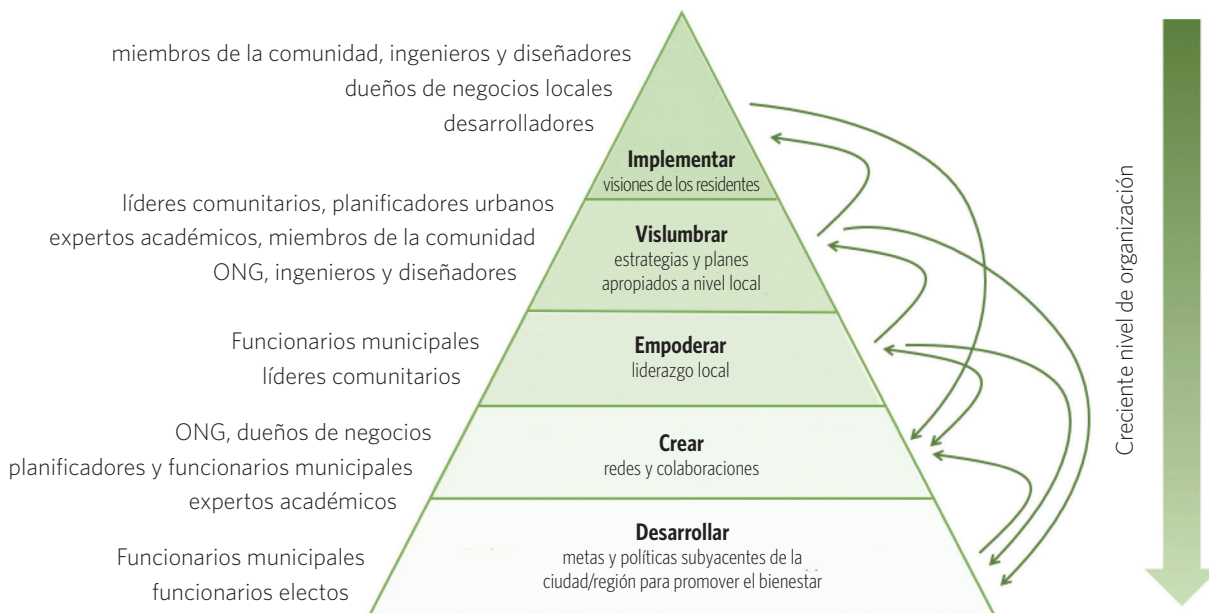 miembros de la comunidad, ingenieros y diseñadores
dueños de negocios locales
desarrolladores
Implementar
visiones de los residentes
líderes comunitarios, planificadores urbanos
expertos académicos, miembros de la comunidad
ONG, ingenieros y diseñadores
Vislumbrar
estrategias y planes
apropiados a nivel local
Funcionarios municipales
líderes comunitarios
Empoderar
liderazgo local
ONG, dueños de negocios
planificadores y funcionarios municipales
expertos académicos
Crear
redes y colaboraciones
Funcionarios municipales
funcionarios electos
Desarrollar
metas y políticas subyacentes de la
ciudad/región para promover el bienestar
Creciente nivel de organización